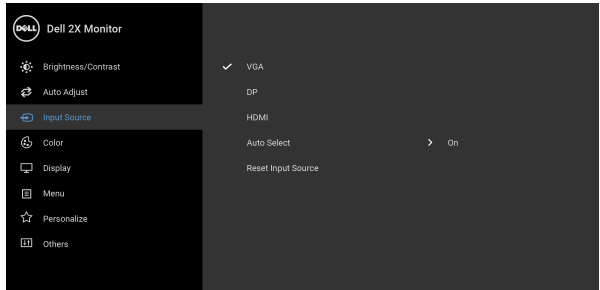 DELL Dell 2X Monitor
Brightness/Contrast
Auto Adjust
Input Source
Color
Display
Menu
Personalize
Others
VGA
DP
HDMI
Auto Select On
Reset Input Source